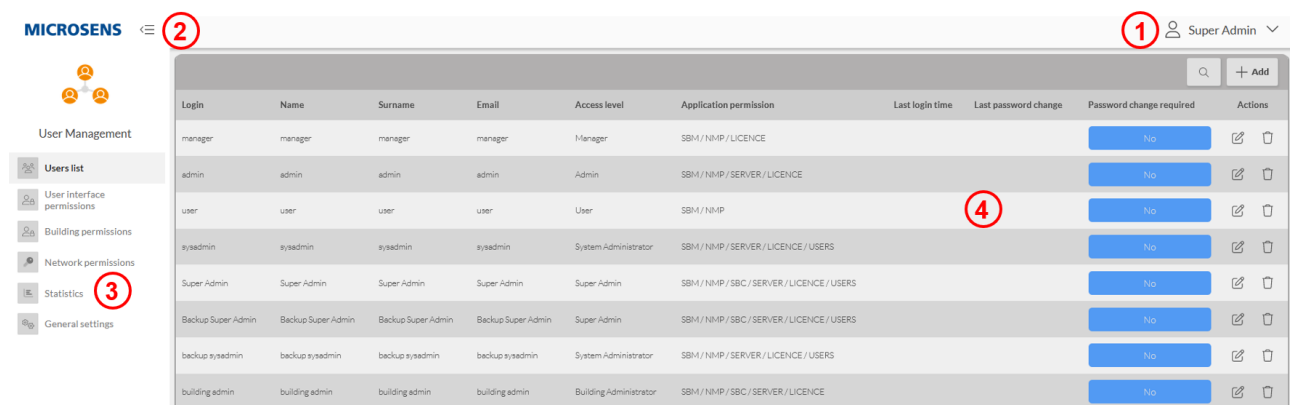 MICROSENS
2
1
Super Admin
Add
Login Name Surname Email Access level Application permission Last login time Last password change Password change required Actions
User Management
manager manager manager manager Manager SBM / NMP / LICENCE No
Users list
admin admin admin admin Admin SBM / NMP / SERVER / LICENCE No
User interface
permissions
user user user user User SBM / NMP 4 No
Building permissions
sysadmin sysadmin sysadmin sysadmin System Administrator SBM / NMP / SERVER / LICENCE / USERS No
Network permissions
Super Admin Super Admin Super Admin Super Admin Super Admin SBM / NMP / SBC / SERVER / LICENCE / USERS No
Statistics 3
Backup Super Admin Backup Super Admin Backup Super Admin Backup Super Admin Super Admin SBM / NMP / SBC / SERVER / LICENCE / USERS No
General settings
backup sysadmin backup sysadmin backup sysadmin backup sysadmin System Administrator SBM / NMP / SERVER / LICENCE / USERS No
building admin building admin building admin building admin Building Administrator SBM / NMP / SBC / SERVER / LICENCE No